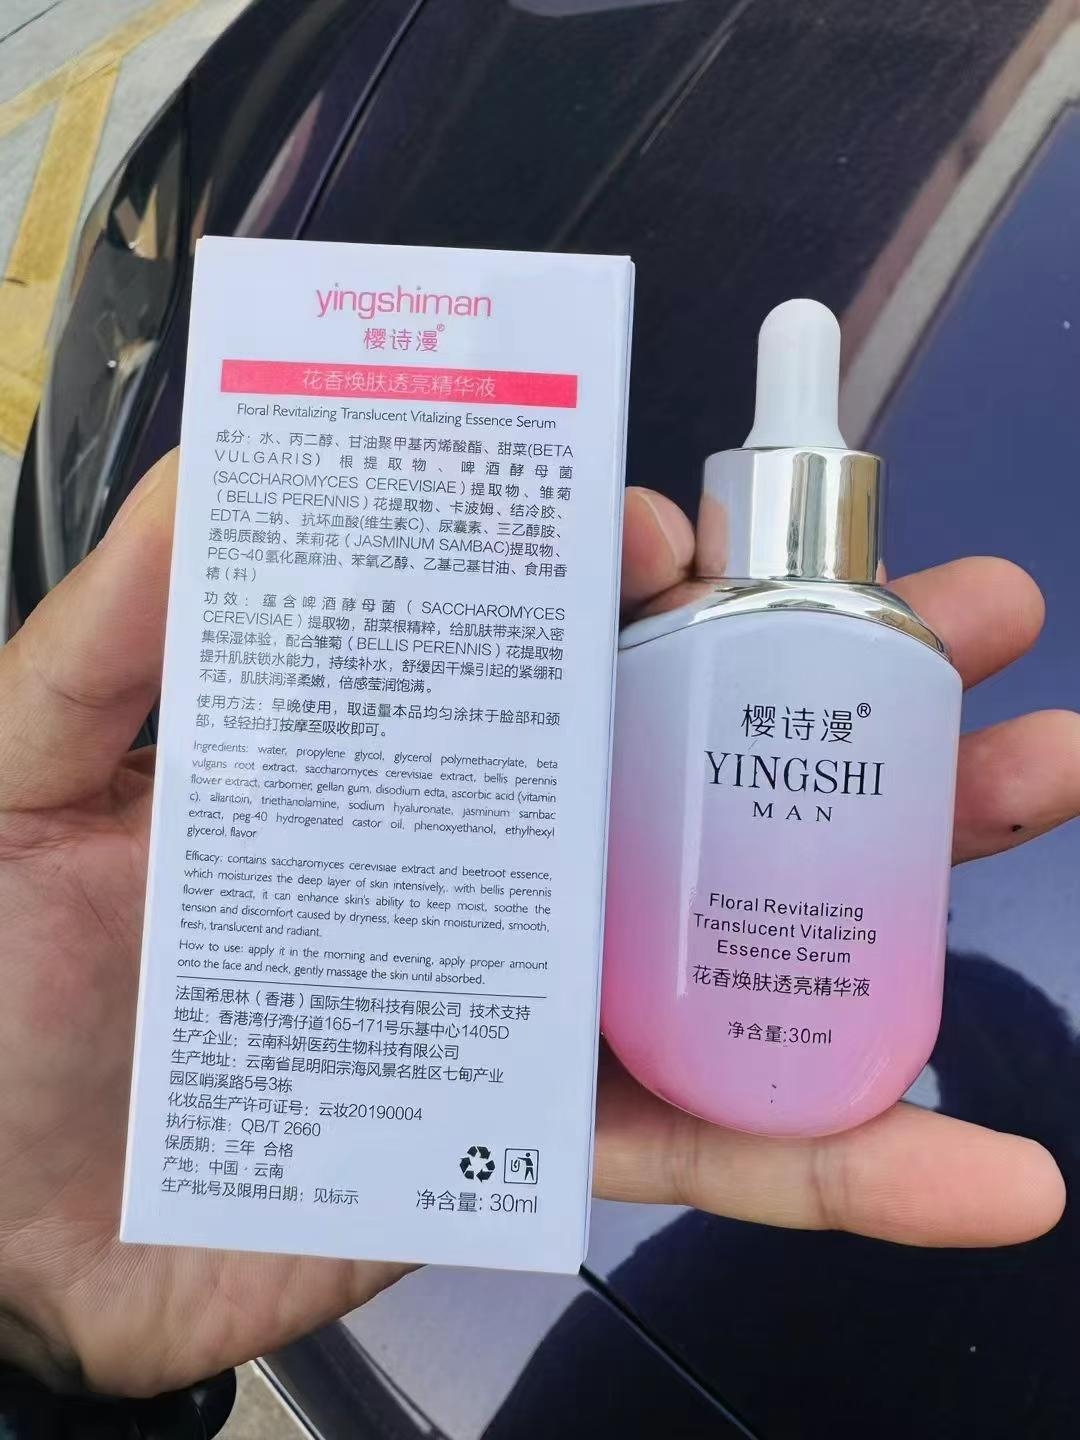 yingshiman
樱诗漫®
花香焕肤透亮精华液
Floral Revitalizing Translucent Vitalizing Essence Serum
成分：水、丙二醇、甘油聚甲基丙烯酸酯、甜菜(BETA
VULGARIS）根提取物、啤酒酵母菌
(SACCHAROMYCES CEREVISIAE）提取物、雏菊
（BELLIS PERENNIS）花提取物、卡波姆、结冷胶、
EDTA 二钠、抗坏血酸(维生素C)、尿囊素、三乙醇胺、
透明质酸钠、茉莉花（JASMINUM SAMBAC)提取物、
PEG-40氢化蓖麻油、苯氧乙醇、乙基己基甘油、食用香
精（料）
功效：蕴含啤酒酵母菌（SACCHAROMYCES
CEREVISIAE）提取物，甜菜根精粹，给肌肤带来深入密
集保湿体验，配合雏菊（BELLIS PERENNIS）花提取物
提升肌肤锁水能力，持续补水，舒缓因干燥引起的紧绷和
不适，肌肤润泽柔嫩，倍感莹润饱满。
使用方法：早晚使用，取适量本品均匀涂抹于脸部和颈
部，轻轻拍打按摩至吸收即可。
Ingredients: water, propylene glycol, glycerol polymethacrylate, beta
vulgans root extract, saccharomyces cerevisiae extract, bellis perennis
flower extract, carbomer, gellan gum, disodium edta, ascorbic acid (vitamin
c), allantoin, triethanolamine, sodium hyaluronate, jasminum sambac
extract, peg-40 hydrogenated castor oil, phenoxyethanol, ethylhexyl
glycerol, flavor
Efficacy: contains saccharomyces cerevisiae extract and beetroot essence,
which moisturizes the deep layer of skin intensively,. with bellis perennis
flower extract, it can enhance skin's ability to keep moist, soothe the
tension and discomfort caused by dryness, keep skin moisturized, smooth,
fresh, translucent and radiant.
How to use: apply it in the morning and evening, apply proper amount
onto the face and neck, gently massage the skin until absorbed.
法国希思林（香港）国际生物科技有限公司 技术支持
地址：香港湾仔湾仔道165-171号乐基中心1405D
生产企业：云南科妍医药生物科技有限公司
生产地址：云南省昆明阳宗海风景名胜区七甸产业
园区哨溪路5号3栋
化妆品生产许可证号：云妆20190004
执行标准：QB/T 2660
保质期：三年 合格
产地：中国·云南
生产批号及限用日期：见标示
净含量: 30ml
樱诗漫®
YINGSHI
MAN
Floral Revitalizing
Translucent Vitalizing
Essence Serum
花香焕肤透亮精华液
净含量:30ml